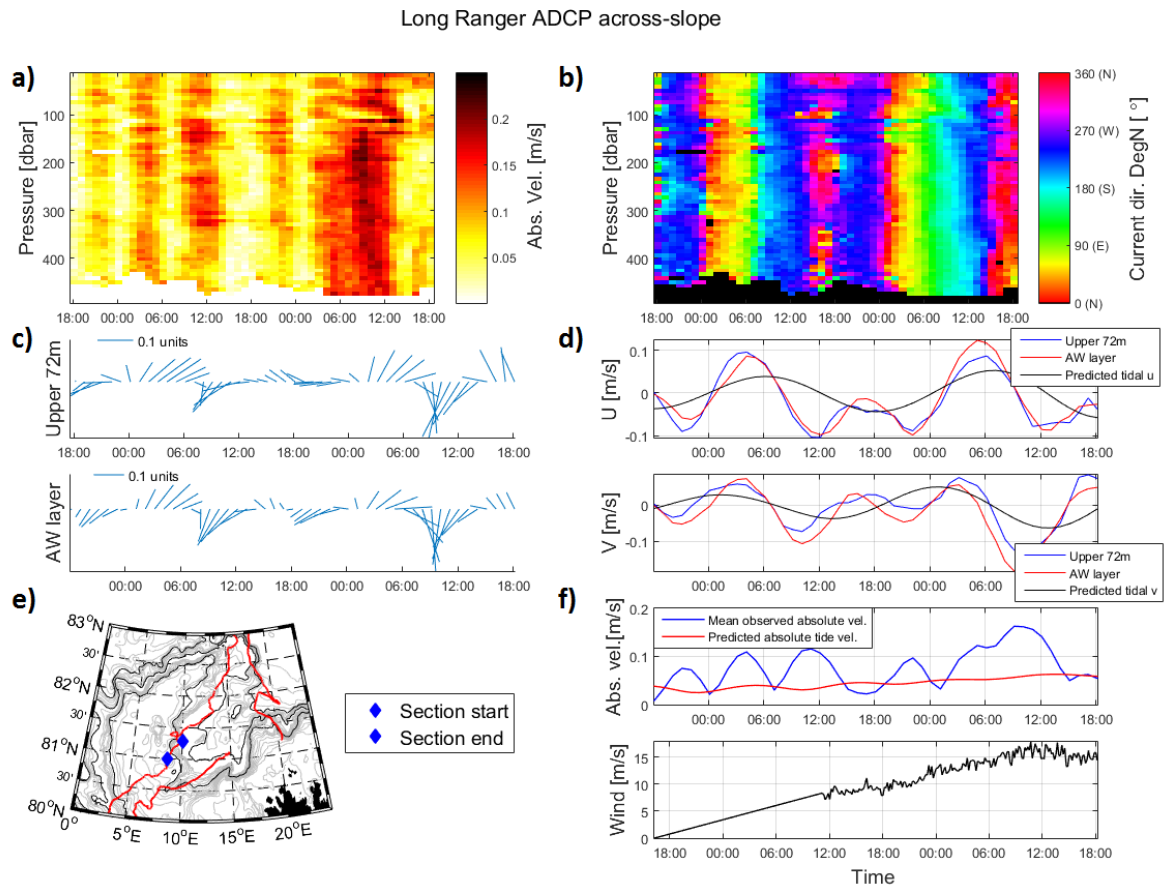 Long Ranger ADCP across-slope
a)
Pressure [dbar]
100
200
300
400
18:00 00:00 06:00 12:00 18:00 00:00 06:00 12:00 18:00
0.2
0.15
0.1
0.05
Abs. Vel. [m/s]
b)
Pressure [dbar]
100
200
300
400
18:00 00:00 06:00 12:00 18:00 00:00 06:00 12:00 18:00
360 (N)
270 (W)
180 (S)
90 (E)
0 (N)
Current dir. DegN [ °]
c)
Upper 72m
0.1 units
18:00 00:00 06:00 12:00 18:00 00:00 06:00 12:00 18:00
AW layer
0.1 units
00:00 06:00 12:00 18:00 00:00 06:00 12:00 18:00
d)
U [m/s]
0.1
0
-0.1
Upper 72m
AW layer
Predicted tidal u
18:00 00:00 06:00 12:00 18:00 00:00 06:00 12:00 18:00
V [m/s]
0
-0.1
Upper 72m
AW layer
Predicted tidal v
00:00 06:00 12:00 18:00 00:00 06:00 12:00 18:00
e)
83°N
30'
82°N
30'
81°N
30'
80°N
0°
5°E
10°E
15°E
20°E
Section start
Section end
f)
Abs. vel.[m/s]
0.2
0.1
0
Mean observed absolute vel.
Predicted absolute tide vel.
00:00 06:00 12:00 18:00 00:00 06:00 12:00 18:00
Wind [m/s]
15
10
5
0
18:00 00:00 06:00 12:00 18:00 00:00 06:00 12:00 18:00
Time